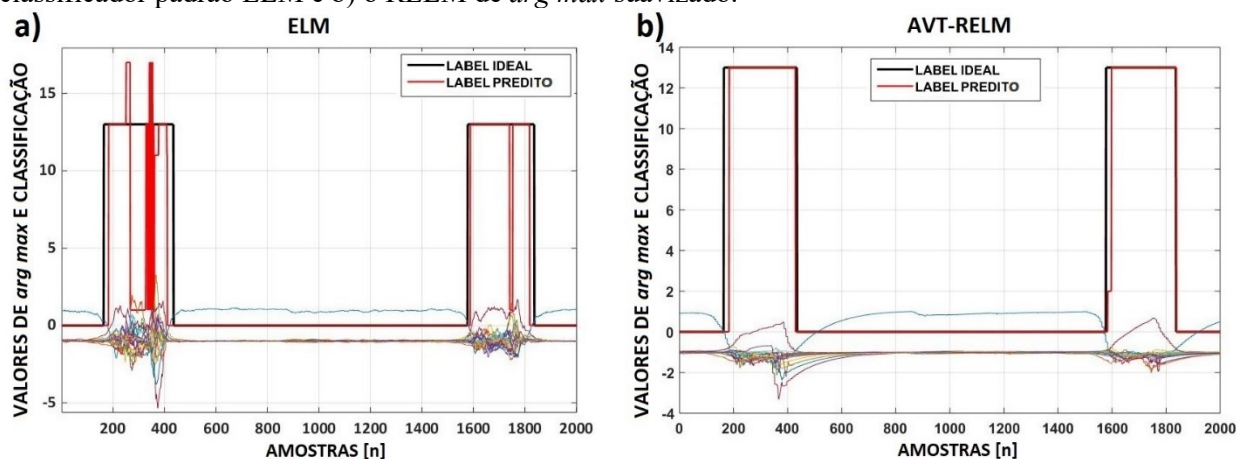 classificador padrão ELM e b) o RELM de arg max suavizado.
a) ELM
VALORES DE arg max E CLASSIFICAÇÃO
15
10
5
0
-5
LABEL IDEAL
LABEL PREDITO
200 400 600 800 1000 1200 1400 1600 1800 2000
AMOSTRAS [n]
b) AVT-RELM
VALORES DE arg max E CLASSIFICAÇÃO
14
12
10
8
6
4
2
0
-2
-4
LABEL IDEAL
LABEL PREDITO
0 200 400 600 800 1000 1200 1400 1600 1800 2000
AMOSTRAS [n]